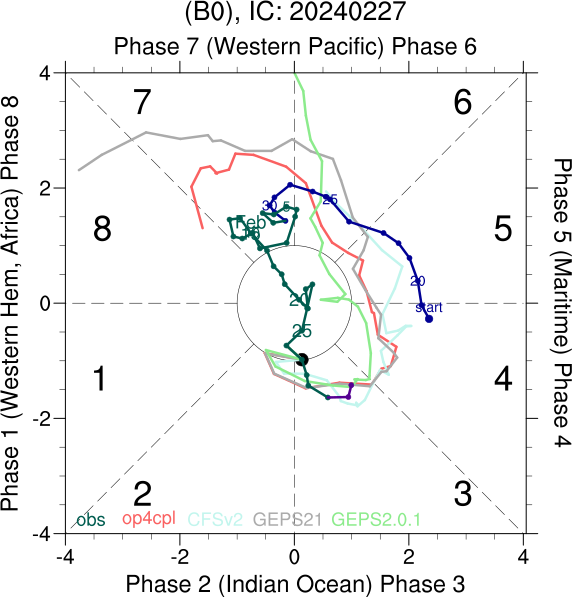 (B0), IC: 20240227
Phase 7 (Western Pacific) Phase 6
Phase 1 (Western Hem, Africa) Phase 8
Phase 5 (Maritime) Phase 4
4
2
0
-2
-4
7
6
8
5
1
4
2
3
30
5
25
Feb
20
start
20
25
obs op4cpl CFSv2 GEPS21 GEPS2.0.1
-4 -2 0 2 4
Phase 2 (Indian Ocean) Phase 3